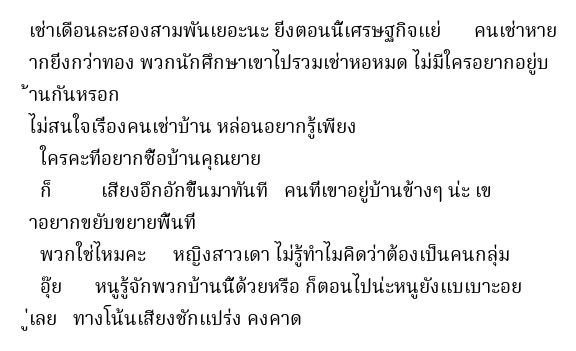 เช่าเดือนละสองสามพันเยอะนะ ยิ่งตอนนี้เศรษฐกิจแย่ คนเช่าหาย
ากยิ่งกว่าทอง พวกนักศึกษาเขาไปรวมเช่าหอหมด ไม่มีใครอยากอยู่บ
้านกันหรอก
ไม่สนใจเรื่องคนเช่าบ้าน หล่อนอยากรู้เพียง
ใครคะที่อยากซื้อบ้านคุณยาย
ก็ เสียงอึกอักขึ้นมาทันที คนที่เขาอยู่บ้านข้างๆ น่ะ เข
าอยากขยับขยายพื้นที่
พวกใช่ไหมคะ หญิงสาวเดา ไม่รู้ทำไมคิดว่าต้องเป็นคนกลุ่ม
อุ๊ย หนูรู้จักพวกบ้านนี้ด้วยหรือ ก็ตอนไปน่ะหนูยังแบเบาะอย
ู่เลย ทางโน้นเสียงชักแปร่ง คงคาด